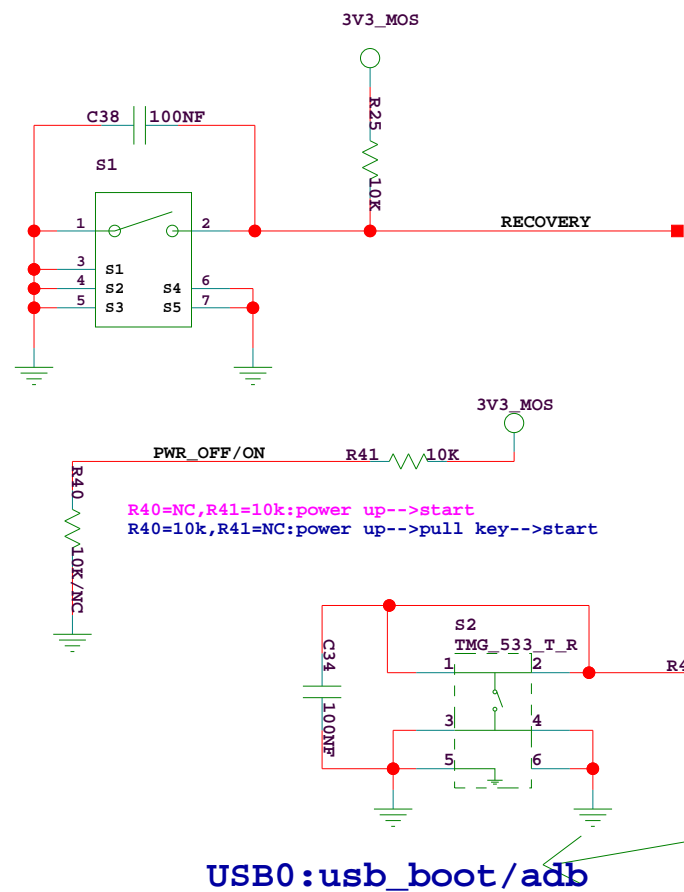 3V3_MOS
C38 100NF
R25
S1
10K
1 2
RECOVERY
3 S1
4 S2 S4 6
5 S3 S5 7
3V3_MOS
PWR_OFF/ON R41 10K
R40
R40=NC,R41=10k:power up-->start
R40=10k,R41=NC:power up-->pull key-->start
10K/NC
S2
TMG_533_T_R
C34
1 2
R4
100NF
3 4
5 6
USB0:usb_boot/adb